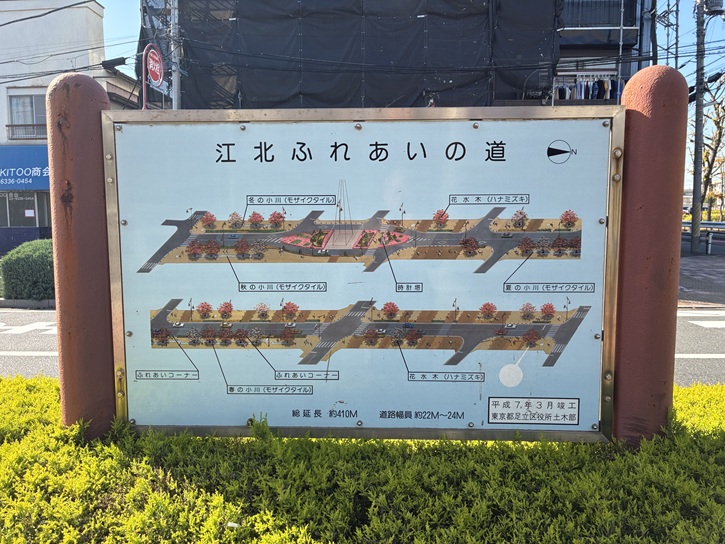 KITOO商会
6336-0454
江北ふれあいの道
N
冬の小川(モザイクタイル)
花水木(ハナミズキ)
秋の小川(モザイクタイル)
時計塔
夏の小川(モザイクタイル)
ふれあいコーナー
ふれあいコーナー
花水木(ハナミズキ)
春の小川(モザイクタイル)
総延長 約410M
道路幅員 約22M〜24M
平成7年3月竣工
東京都足立区役所土木部